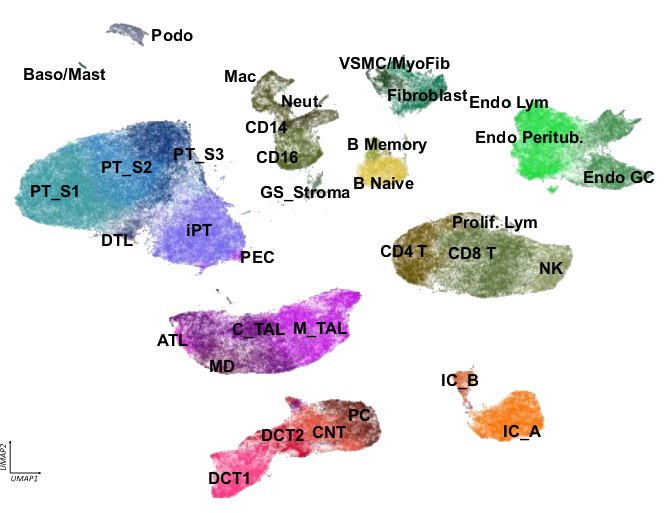 Podo
Baso/Mast
Mac
VSMC/MyoFib
Neut.
Fibroblast
Endo Lym
CD14
Endo Peritub.
PT_S3
CD16
B Memory
PT_S2
PT_S1
GS_Stroma
B Naive
Endo GC
iPT
Prolif. Lym
DTL
PEC
CD4 T
CD8 T
NK
ATL
C_TAL
M_TAL
MD
IC_B
PC
DCT2
CNT
IC_A
DCT1
UMAP2
UMAP1